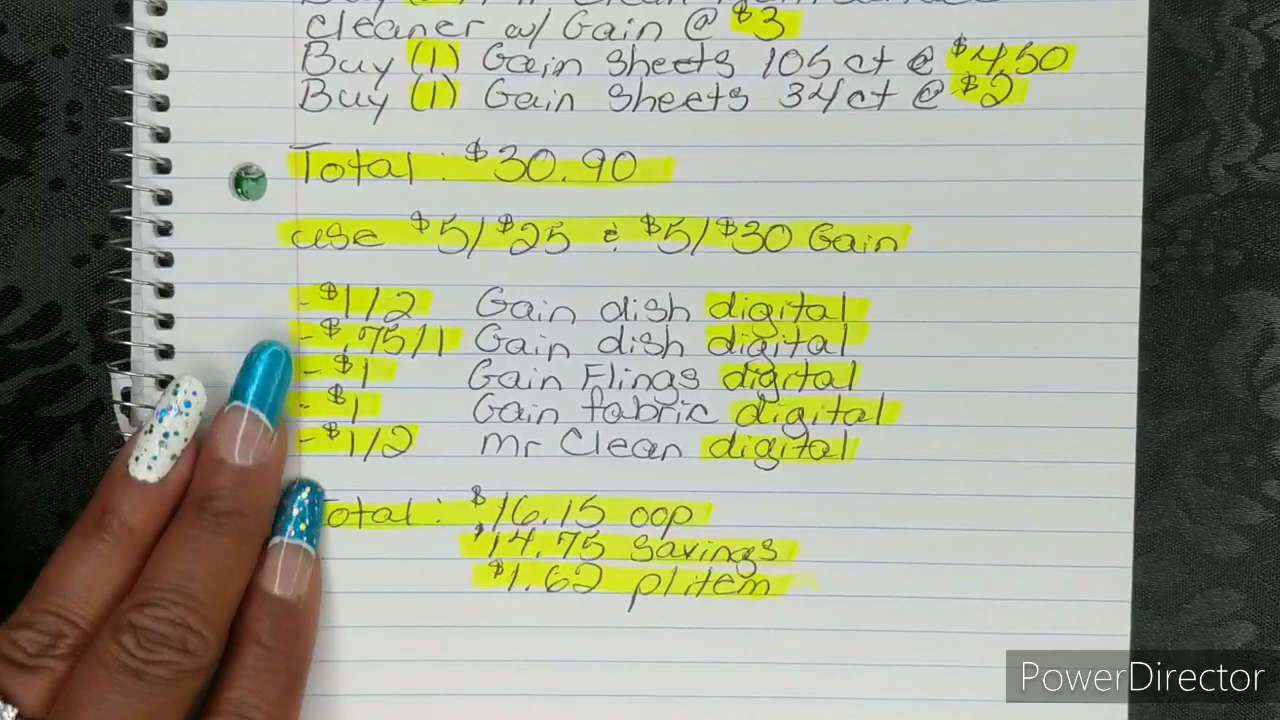 cleaner w/ Gain @ $3
Buy (1) Gain Sheets 105 ct @ $4.50
Buy (1) Gain Sheets 34ct @ $2
Total: $30.90
use $5/$25 & $5/$30 Gain
-$1/2 Gain dish digital
-$.75/1 Gain dish digital
-$1 Gain Flings digital
-$1 Gain fabric digital
-$1/2 Mr Clean digital
Total: $16.15 oop
$14.75 savings
$1.62 p/item
PowerDirector